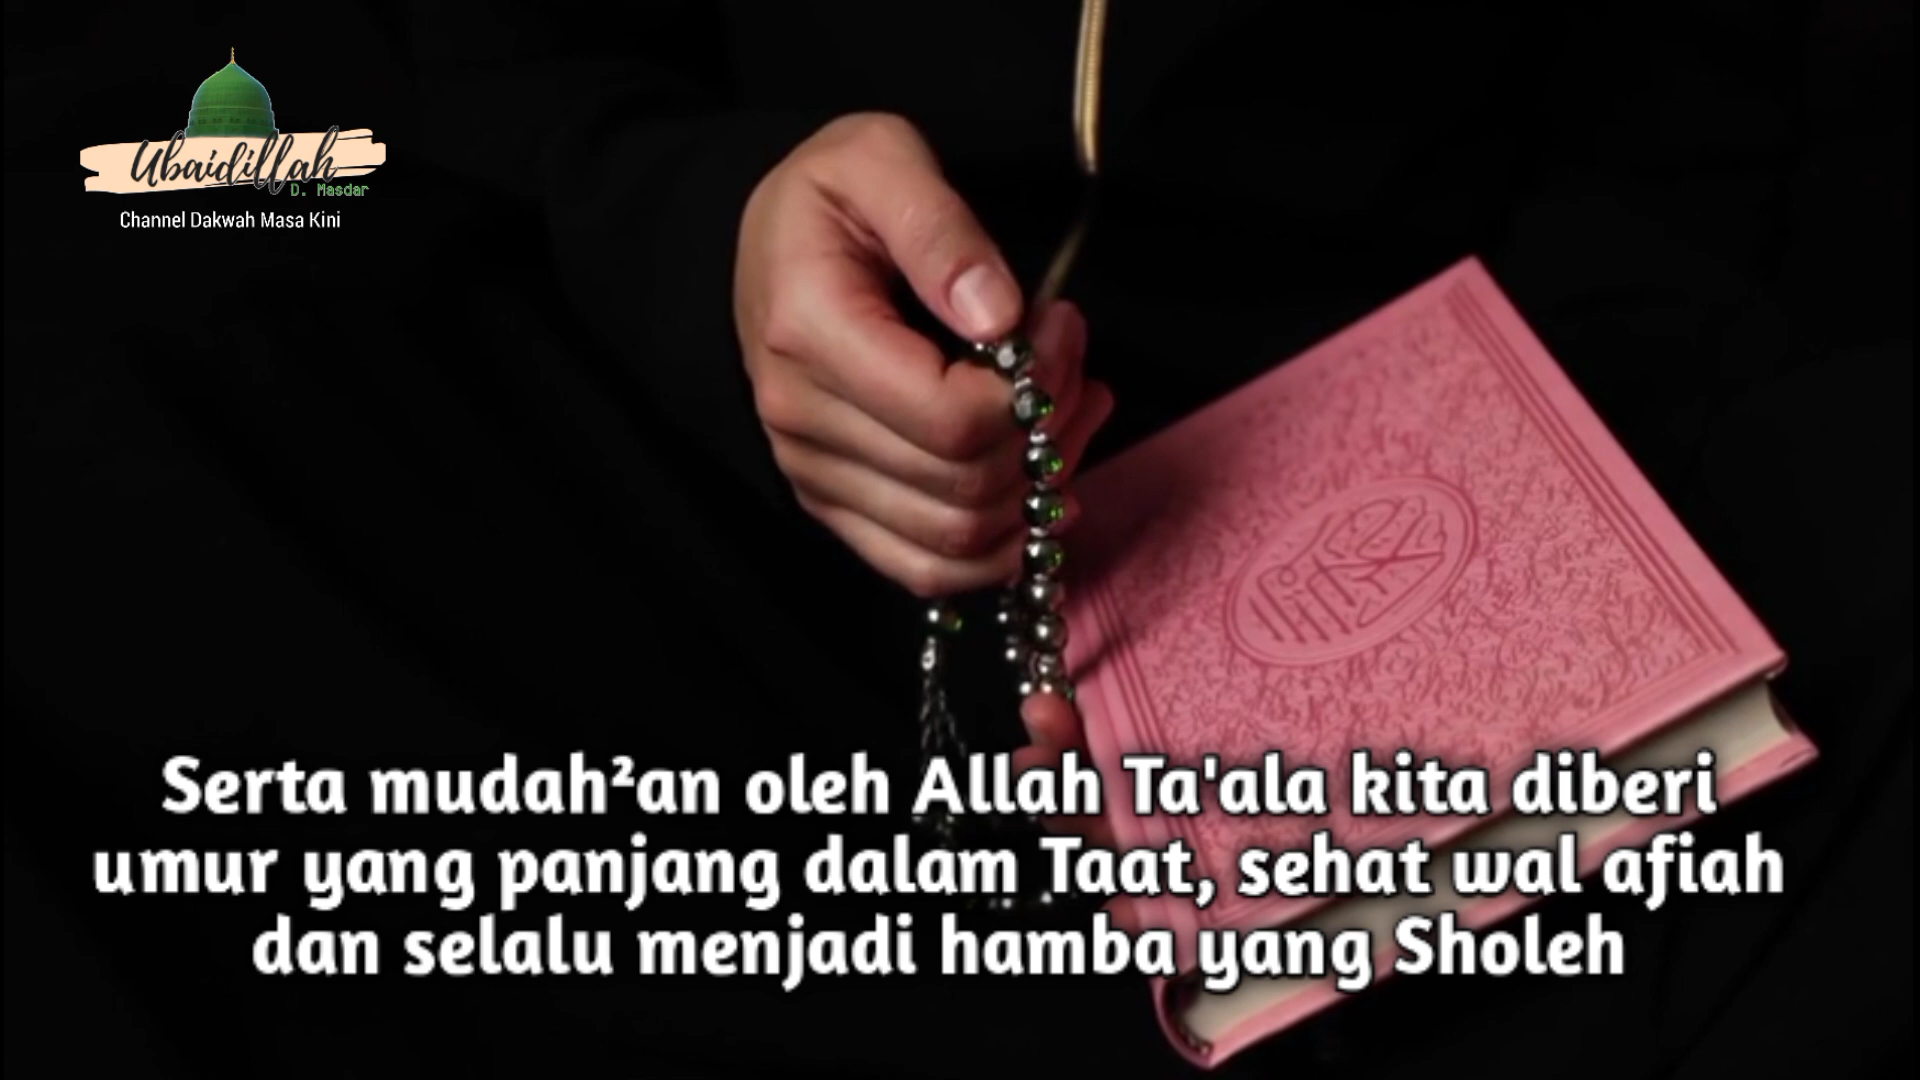 Ubaidillah
D. Masdar
Channel Dakwah Masa Kini
Serta mudah²an oleh Allah Ta'ala kita diberi
umur yang panjang dalam Taat, sehat wal afiah
dan selalu menjadi hamba yang Sholeh